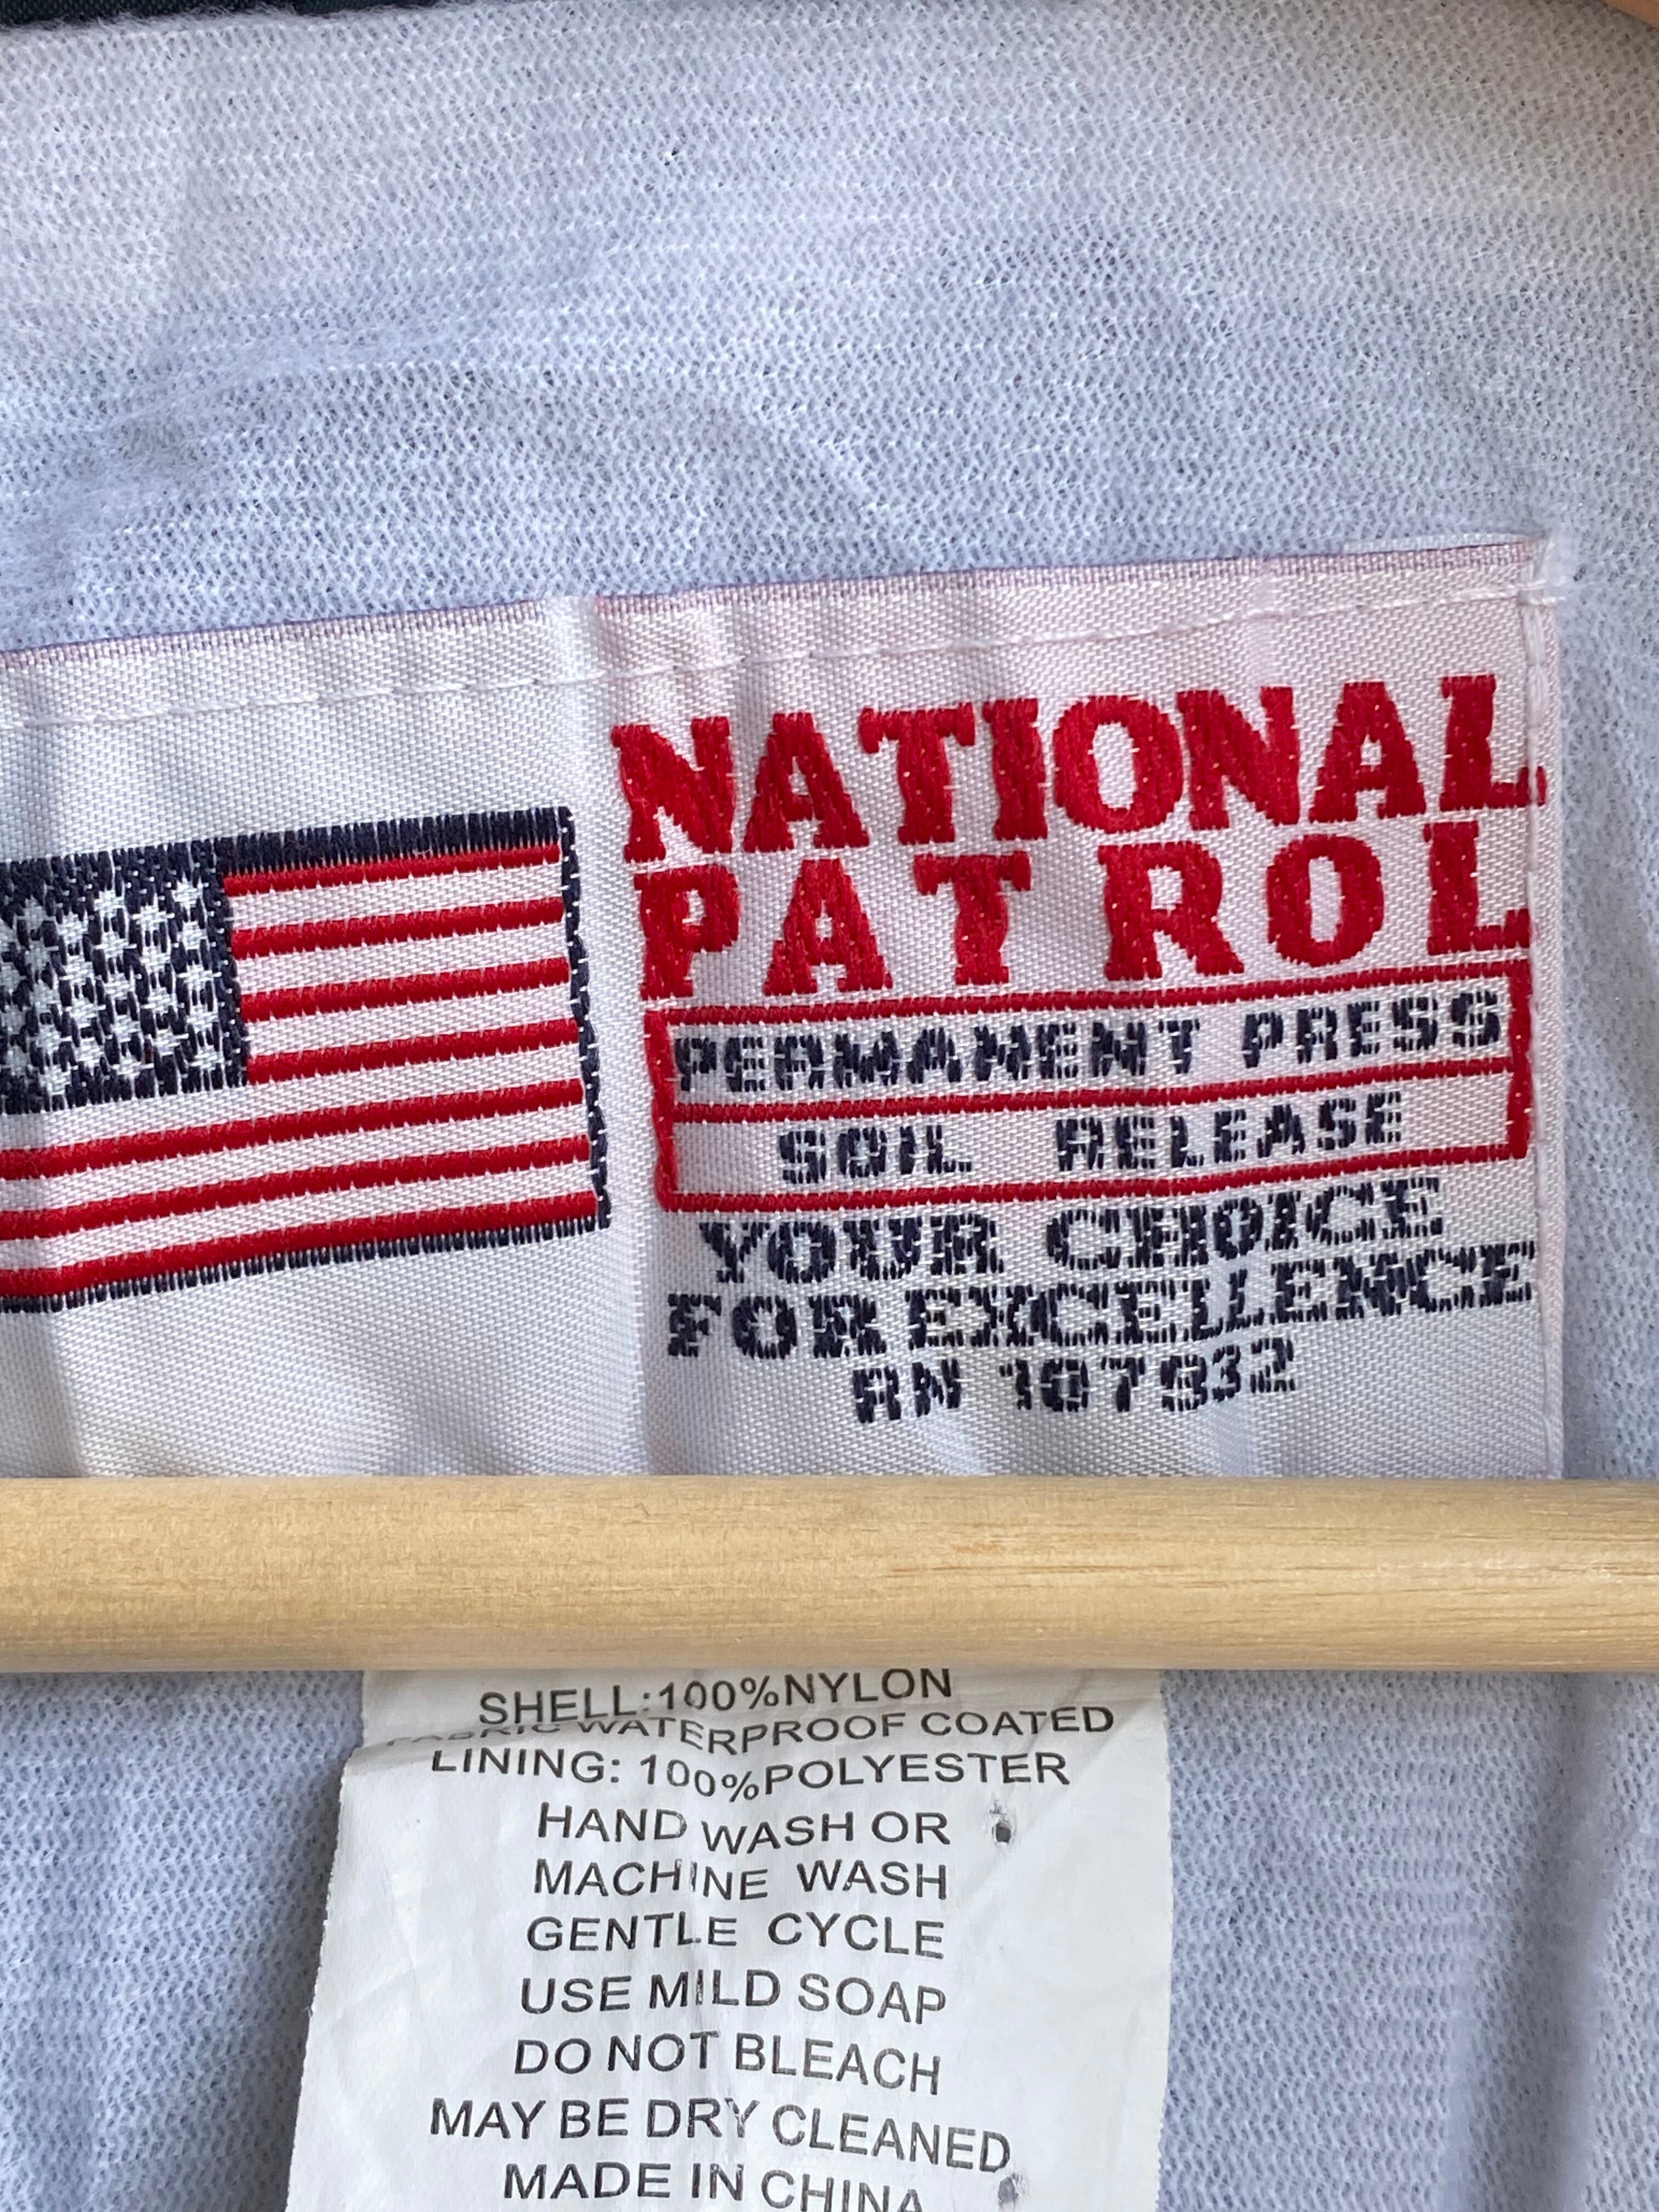 NATIONAL
PATROL
PERMANENT PRESS
SOIL RELEASE
YOUR CHOICE
FOR EXCELLENCE
RN 107932
SHELL:100%NYLON
FABRIC WATERPROOF COATED
LINING: 100%POLYESTER
HAND WASH OR
MACHINE WASH
GENTLE CYCLE
USE MILD SOAP
DO NOT BLEACH
MAY BE DRY CLEANED
MADE IN CHINA